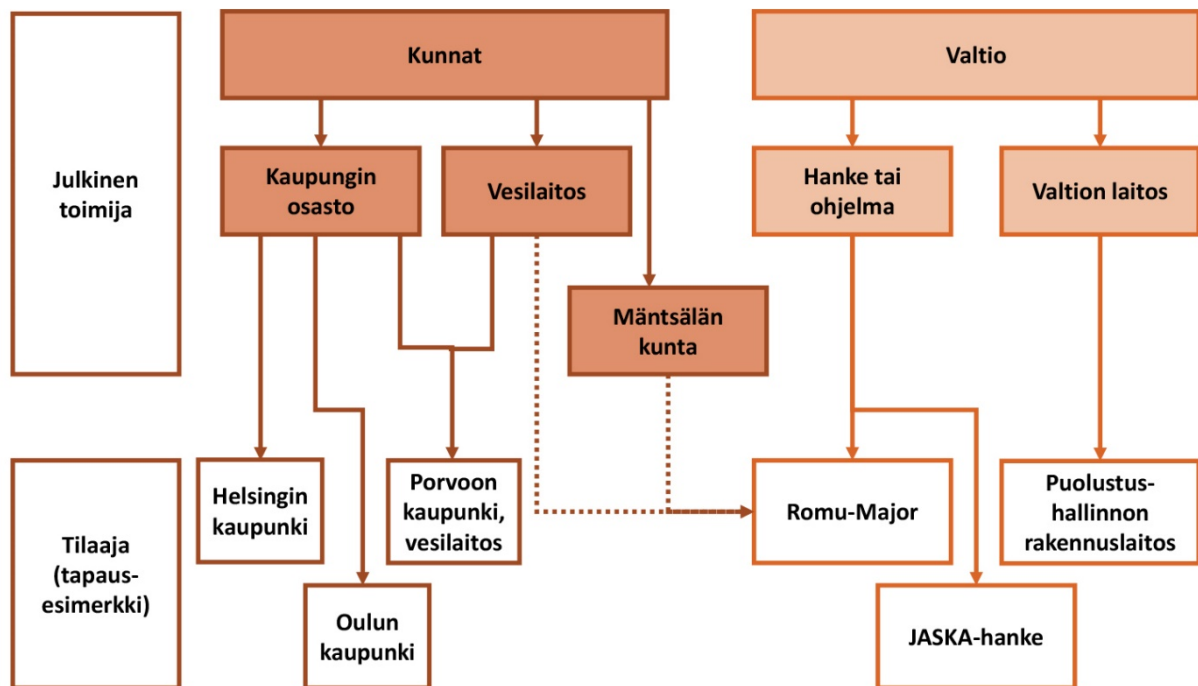 Kunnat
Valtio
Julkinen
toimija
Kaupungin
osasto
Vesilaitos
Hanke tai
ohjelma
Valtion laitos
Mäntsälän
kunta
Tilaaja
(tapaus-
esimerkki)
Helsingin
kaupunki
Porvoon
kaupunki,
vesilaitos
Romu-Major
Puolustus-
hallinnon
rakennuslaitos
Oulun
kaupunki
JASKA-hanke